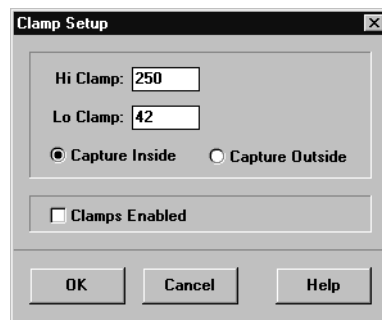 Clamp Setup
Hi Clamp: 250
Lo Clamp: 42
Capture Inside Capture Outside
Clamps Enabled
OK Cancel Help